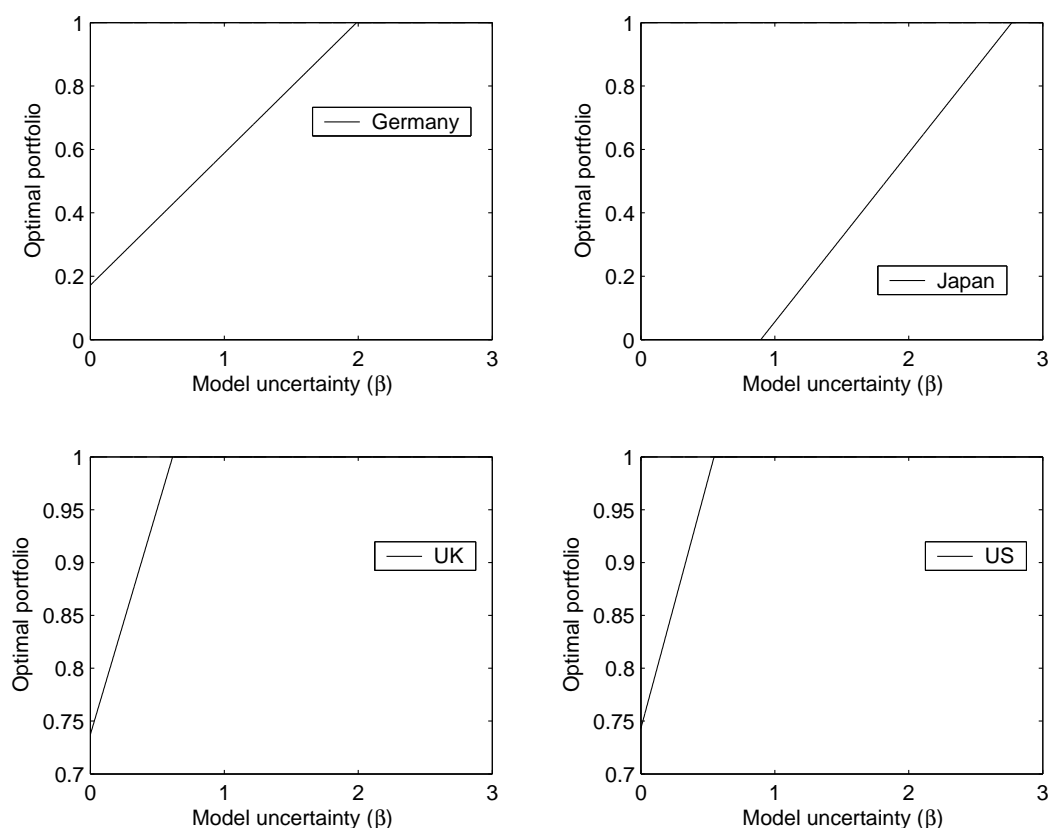 1
0.8
0.6
0.4
0.2
0
Optimal portfolio
Germany
0 1 2 3
Model uncertainty (β)
1
0.8
0.6
0.4
0.2
0
Optimal portfolio
Japan
0 1 2 3
Model uncertainty (β)
1
0.95
0.9
0.85
0.8
0.75
0.7
Optimal portfolio
UK
0 1 2 3
Model uncertainty (β)
1
0.95
0.9
0.85
0.8
0.75
0.7
Optimal portfolio
US
0 1 2 3
Model uncertainty (β)